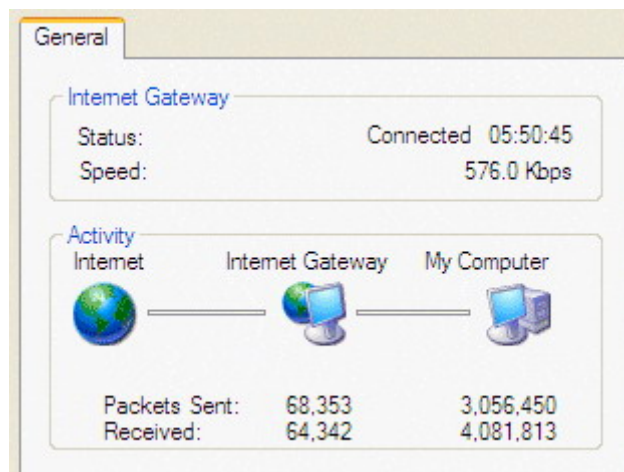 General
Internet Gateway
Status: Connected 05:50:45
Speed: 576.0 Kbps
Activity
Internet Internet Gateway My Computer
Packets Sent: 68,353 3,056,450
Received: 64,342 4,081,813